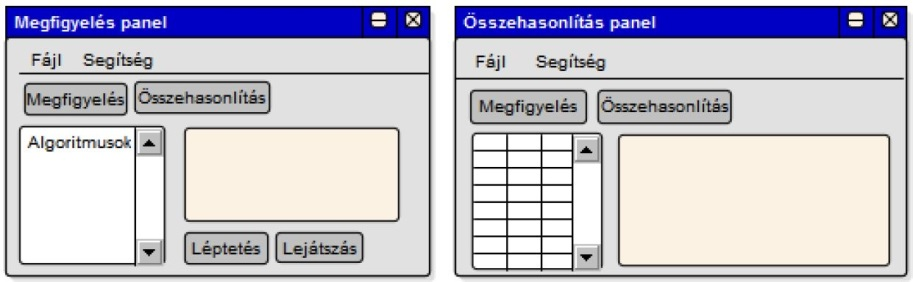 Megfigyelés panel
Fájl Segítség
Megfigyelés Összehasonlítás
Algoritmusok
Léptetés Lejátszás
Összehasonlítás panel
Fájl Segítség
Megfigyelés Összehasonlítás